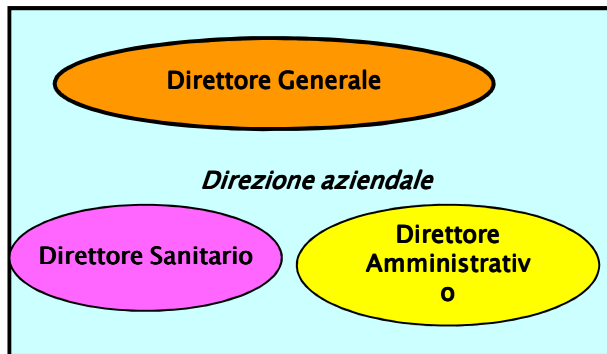 Direttore Generale
Direzione aziendale
Direttore Sanitario
Direttore
Amministrativ
o